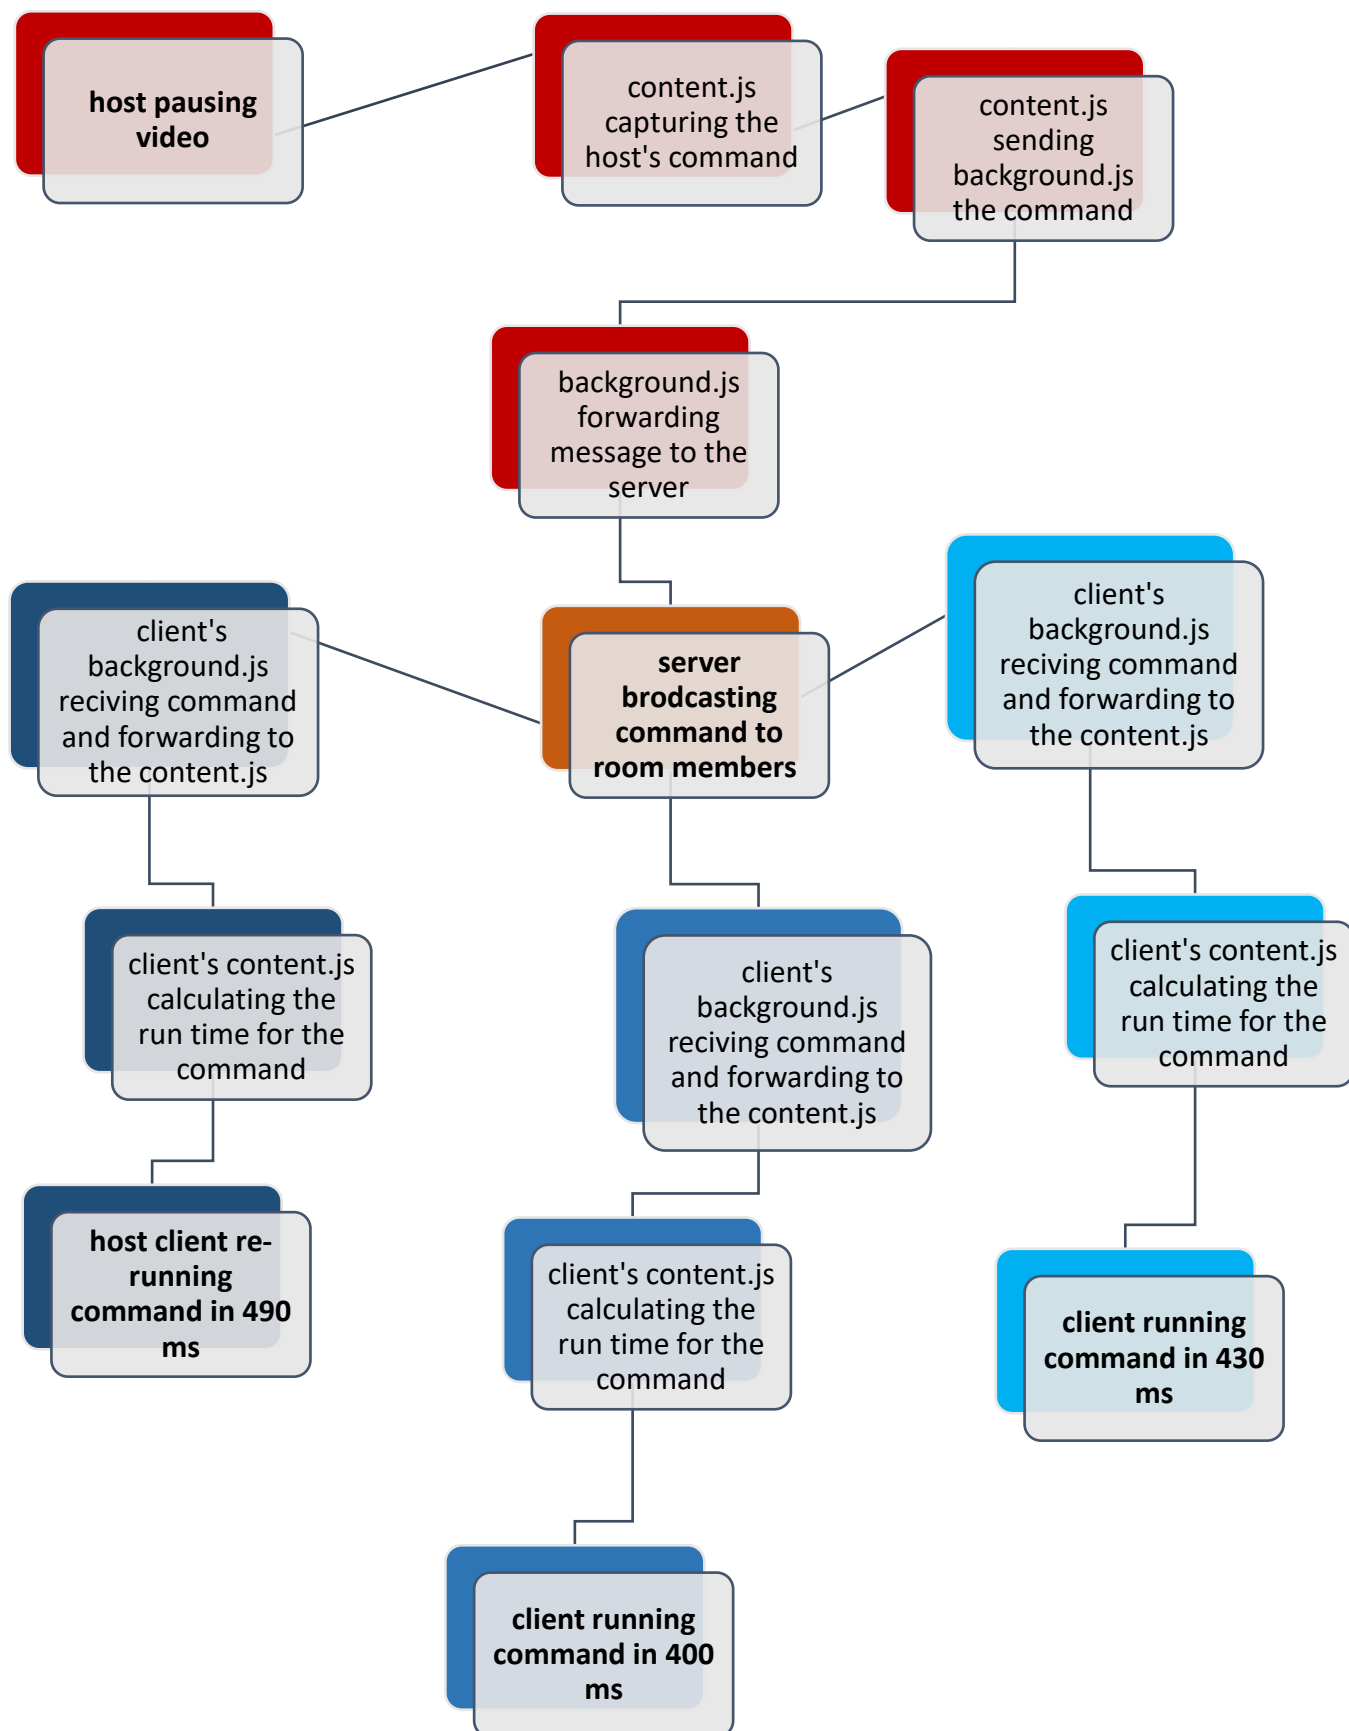 host pausing
video
content.js
capturing the
host's command
content.js
sending
background.js
the command
background.js
forwarding
message to the
server
client's
background.js
reciving command
and forwarding to
the content.js
server
brodcasting
command to
room members
client's
background.js
reciving command
and forwarding to
the content.js
client's content.js
calculating the
run time for the
command
client's
background.js
reciving command
and forwarding to
the content.js
client's content.js
calculating the
run time for the
command
host client re-
running
command in 490
ms
client's content.js
calculating the
run time for the
command
client running
command in 430
ms
client running
command in 400
ms